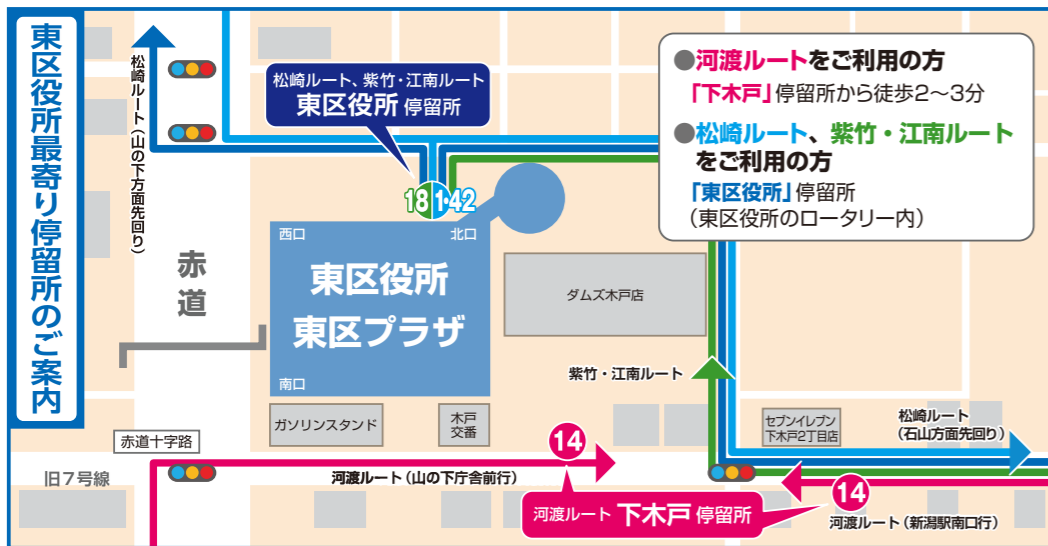 東区役所最寄り停留所のご案内
松崎ルート（山の下方面先回り）
松崎ルート、紫竹・江南ルート
東区役所 停留所
●河渡ルートをご利用の方
「下木戸」停留所から徒歩2～3分
●松崎ルート、紫竹・江南ルート
をご利用の方
「東区役所」停留所
（東区役所のロータリー内）
18 1・42
西口
北口
赤道
東区役所
東区プラザ
南口
ダムズ木戸店
紫竹・江南ルート
ガソリンスタンド
木戸
交番
セブンイレブン
下木戸2丁目店
松崎ルート
（石山方面先回り）
赤道十字路
14
旧7号線
河渡ルート（山の下庁舎前行）
14
河渡ルート 下木戸 停留所
河渡ルート（新潟駅南口行）